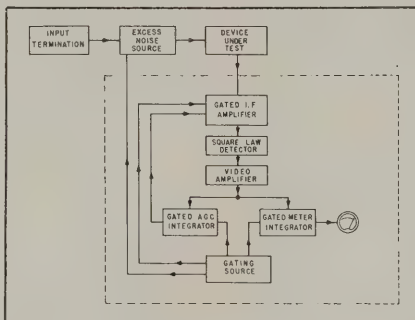 INPUT
TERMINATION
EXCESS
NOISE
SOURCE
DEVICE
UNDER
TEST
GATED I.F
AMPLIFIER
SQUARE LAW
DETECTOR
VIDEO
AMPLIFIER
GATED AGC
INTEGRATOR
GATED METER
INTEGRATOR
GATING
SOURCE